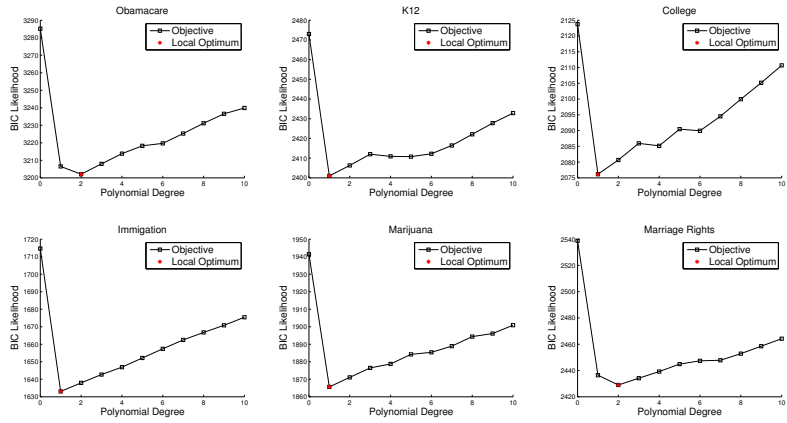 Obamacare
Objective
Local Optimum
BIC Likelihood
3290
3280
3270
3260
3250
3240
3230
3220
3210
3200
0 2 4 6 8 10
Polynomial Degree
K12
Objective
Local Optimum
BIC Likelihood
2480
2470
2460
2450
2440
2430
2420
2410
2400
0 2 4 6 8 10
Polynomial Degree
College
Objective
Local Optimum
BIC Likelihood
2125
2120
2115
2110
2105
2100
2095
2090
2085
2080
2075
0 2 4 6 8 10
Polynomial Degree
Immigation
Objective
Local Optimum
BIC Likelihood
1720
1710
1700
1690
1680
1670
1660
1650
1640
1630
0 2 4 6 8 10
Polynomial Degree
Marijuana
Objective
Local Optimum
BIC Likelihood
1950
1940
1930
1920
1910
1900
1890
1880
1870
1860
0 2 4 6 8 10
Polynomial Degree
Marriage Rights
Objective
Local Optimum
BIC Likelihood
2540
2520
2500
2480
2460
2440
2420
0 2 4 6 8 10
Polynomial Degree